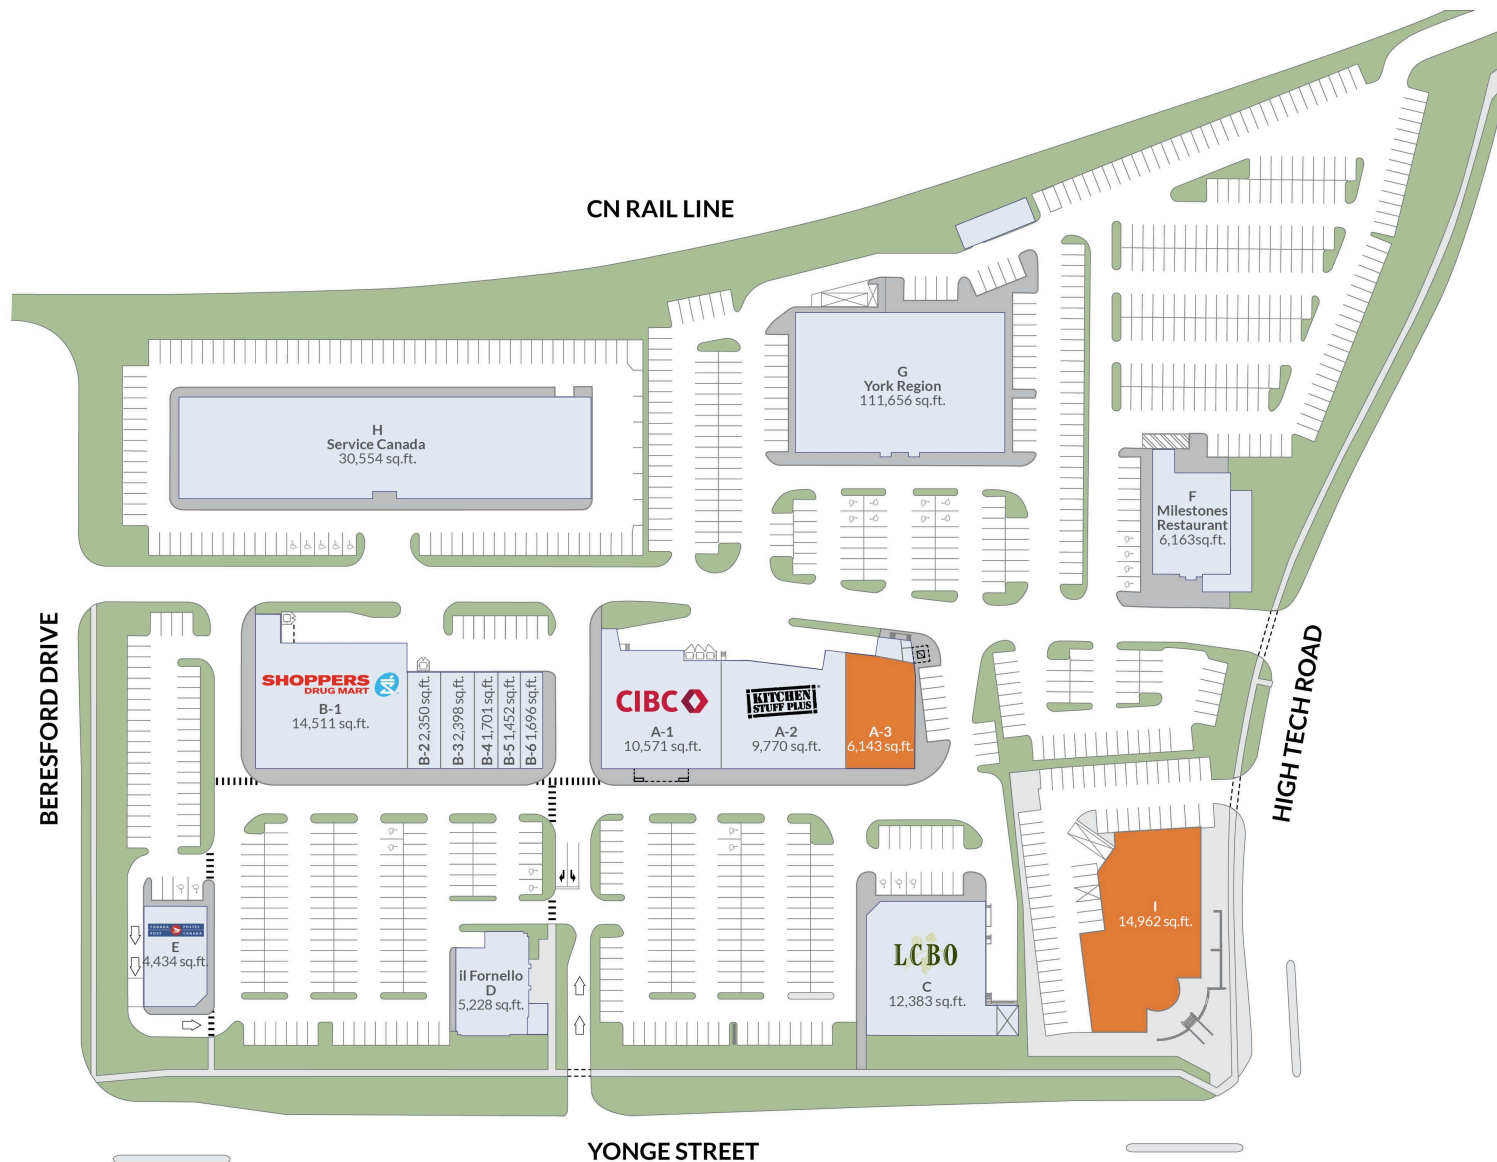 CN RAIL LINE
G
York Region
111,656 sq.ft.
H
Service Canada
30,554 sq.ft.
F
Milestones
Restaurant
6,163sq.ft.
BERESFORD DRIVE
HIGH TECH ROAD
SHOPPERS
DRUG MART
B-1
14,511 sq.ft.
B-2 2,350 sq.ft.
B-3 2,398 sq.ft.
B-4 1,701 sq.ft.
B-5 1,452 sq.ft.
B-6 1,696 sq.ft.
CIBC
A-1
10,571 sq.ft.
KITCHEN
STUFF PLUS
A-2
9,770 sq.ft.
A-3
6,143 sq.ft.
CANADA POSTES
POST CANADA
E
4,434 sq.ft.
il Fornello
D
5,228 sq.ft.
LCBO
C
12,383 sq.ft.
I
14,962 sq.ft.
YONGE STREET